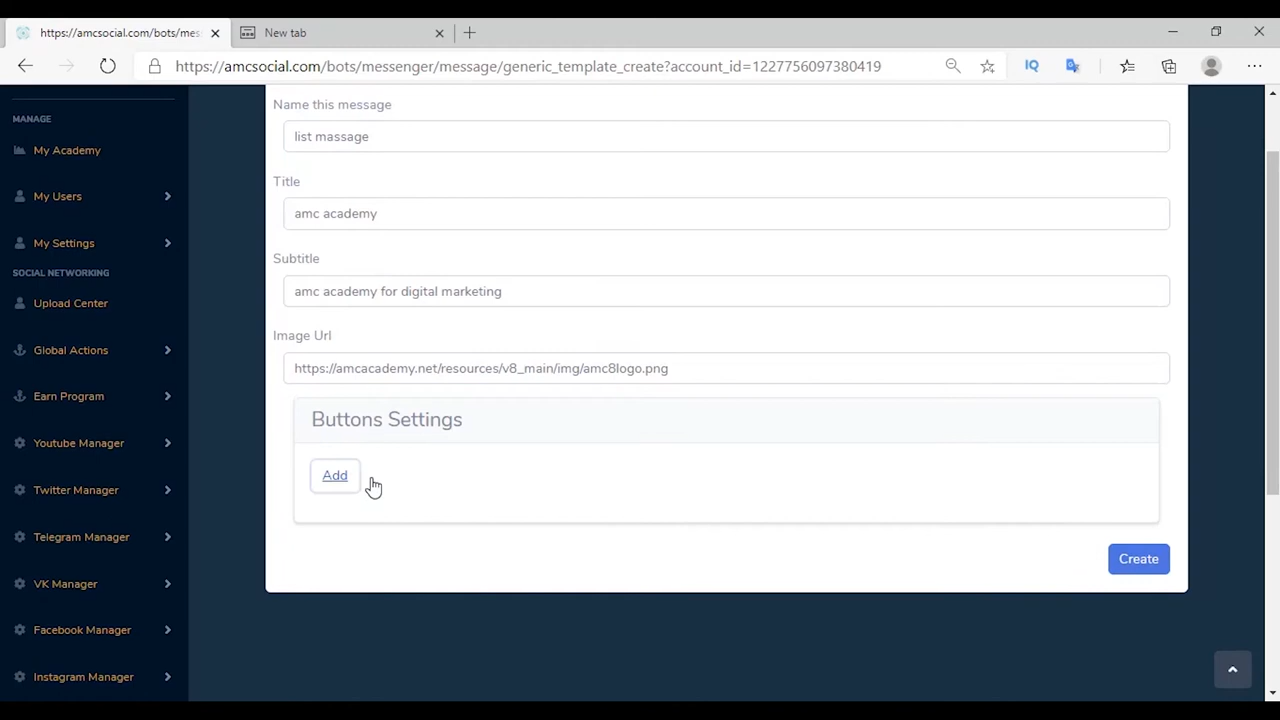 https://amcsocial.com/bots/mes
New tab
https://amcsocial.com/bots/messenger/message/generic_template_create?account_id=1227756097380419
IQ
MANAGE
My Academy
My Users
My Settings
SOCIAL NETWORKING
Upload Center
Global Actions
Earn Program
Youtube Manager
Twitter Manager
Telegram Manager
VK Manager
Facebook Manager
Instagram Manager
Name this message
list massage
Title
amc academy
Subtitle
amc academy for digital marketing
Image Url
https://amcacademy.net/resources/v8_main/img/amc8logo.png
Buttons Settings
Add
Create